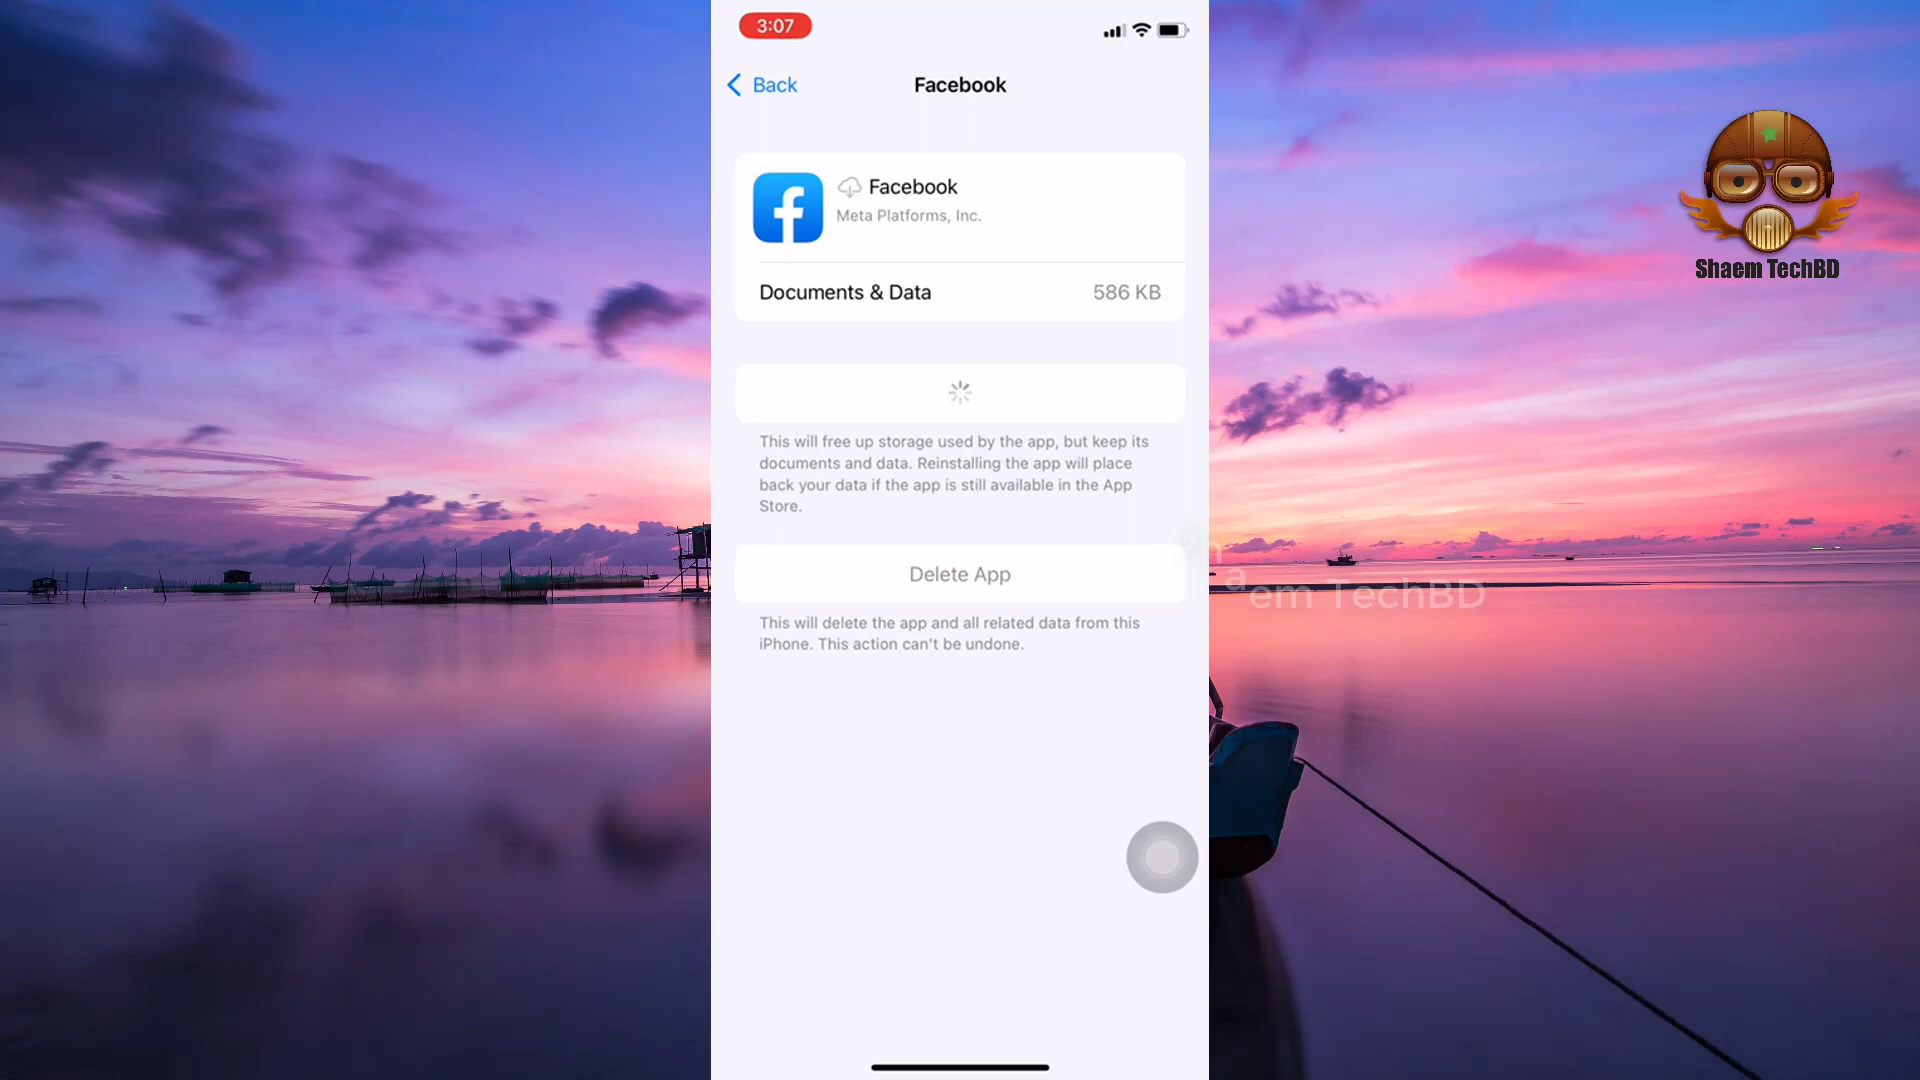 3:07
Back
Facebook
Facebook
Meta Platforms, Inc.
Documents & Data
586 KB
This will free up storage used by the app, but keep its
documents and data. Reinstalling the app will place
back your data if the app is still available in the App
Store.
Delete App
This will delete the app and all related data from this
iPhone. This action can't be undone.
Shaem TechBD
aem TechBD